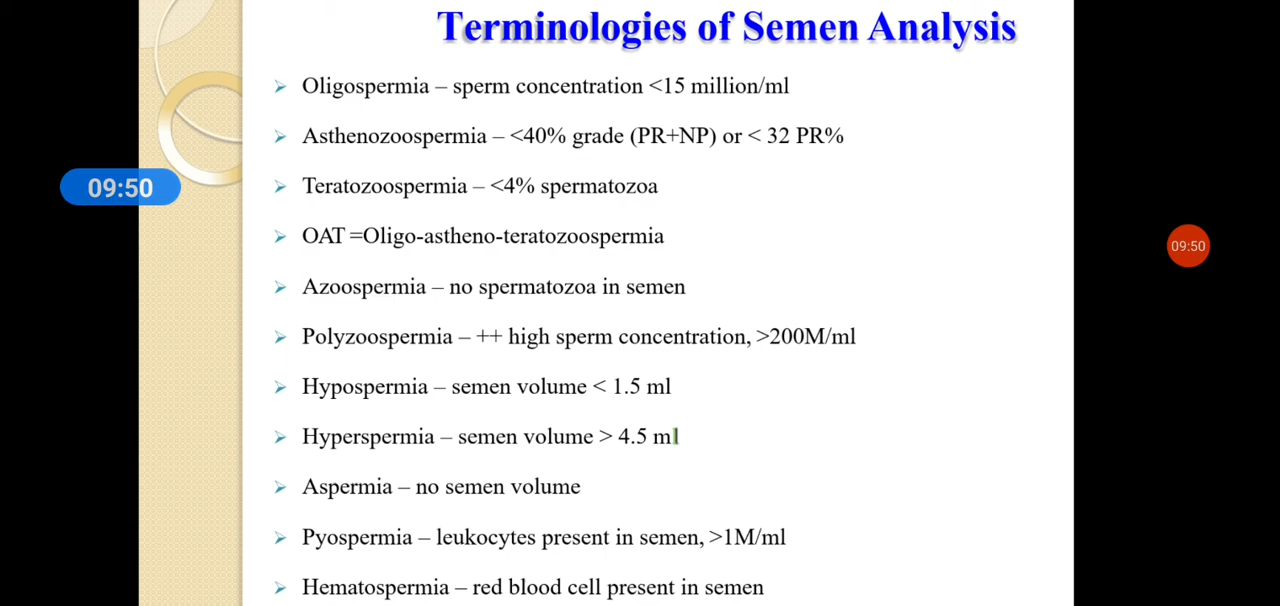 Terminologies of Semen Analysis
➢ Oligospermia – sperm concentration <15 million/ml
➢ Asthenozoospermia – <40% grade (PR+NP) or < 32 PR%
➢ Teratozoospermia – <4% spermatozoa
09:50
➢ OAT =Oligo-astheno-teratozoospermia
09:50
➢ Azoospermia – no spermatozoa in semen
➢ Polyzoospermia – ++ high sperm concentration, >200M/ml
➢ Hypospermia – semen volume < 1.5 ml
➢ Hyperspermia – semen volume > 4.5 ml
➢ Aspermia – no semen volume
➢ Pyospermia – leukocytes present in semen, >1M/ml
➢ Hematospermia – red blood cell present in semen